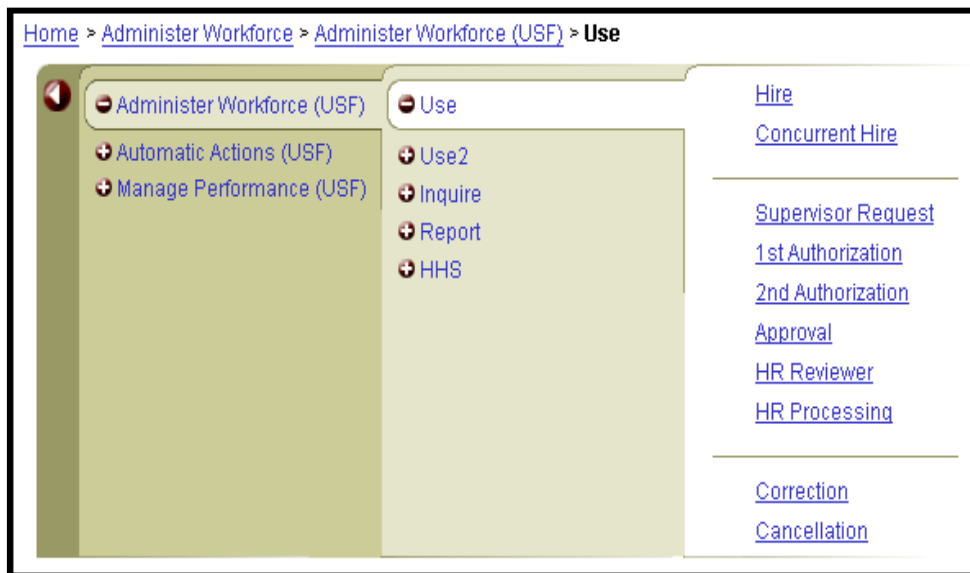 Home > Administer Workforce > Administer Workforce (USF) > Use
Administer Workforce (USF)
Automatic Actions (USF)
Manage Performance (USF)
Use
Use2
Inquire
Report
HHS
Hire
Concurrent Hire
Supervisor Request
1st Authorization
2nd Authorization
Approval
HR Reviewer
HR Processing
Correction
Cancellation